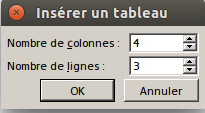 Insérer un tableau
Nombre de colonnes : 4
Nombre de lignes : 3
OK Annuler